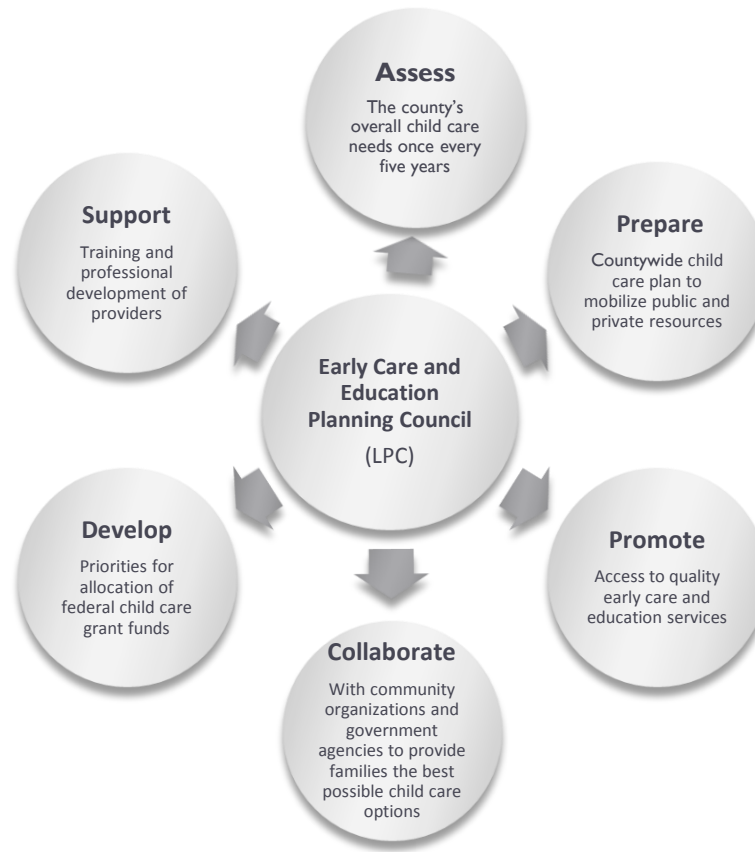 Assess
The county's
overall child care
needs once every
five years
Support
Training and
professional
development of
providers
Prepare
Countywide child
care plan to
mobilize public and
private resources
Early Care and
Education
Planning Council
(LPC)
Develop
Priorities for
allocation of
federal child care
grant funds
Promote
Access to quality
early care and
education services
Collaborate
With community
organizations and
government
agencies to provide
families the best
possible child care
options